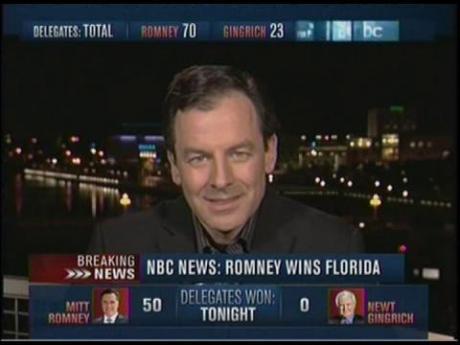 DELEGATES: TOTAL ROMNEY 70 GINGRICH 23 bc
BREAKING NEWS
NBC NEWS: ROMNEY WINS FLORIDA
MITT ROMNEY 50 DELEGATES WON: TONIGHT 0 NEWT GINGRICH